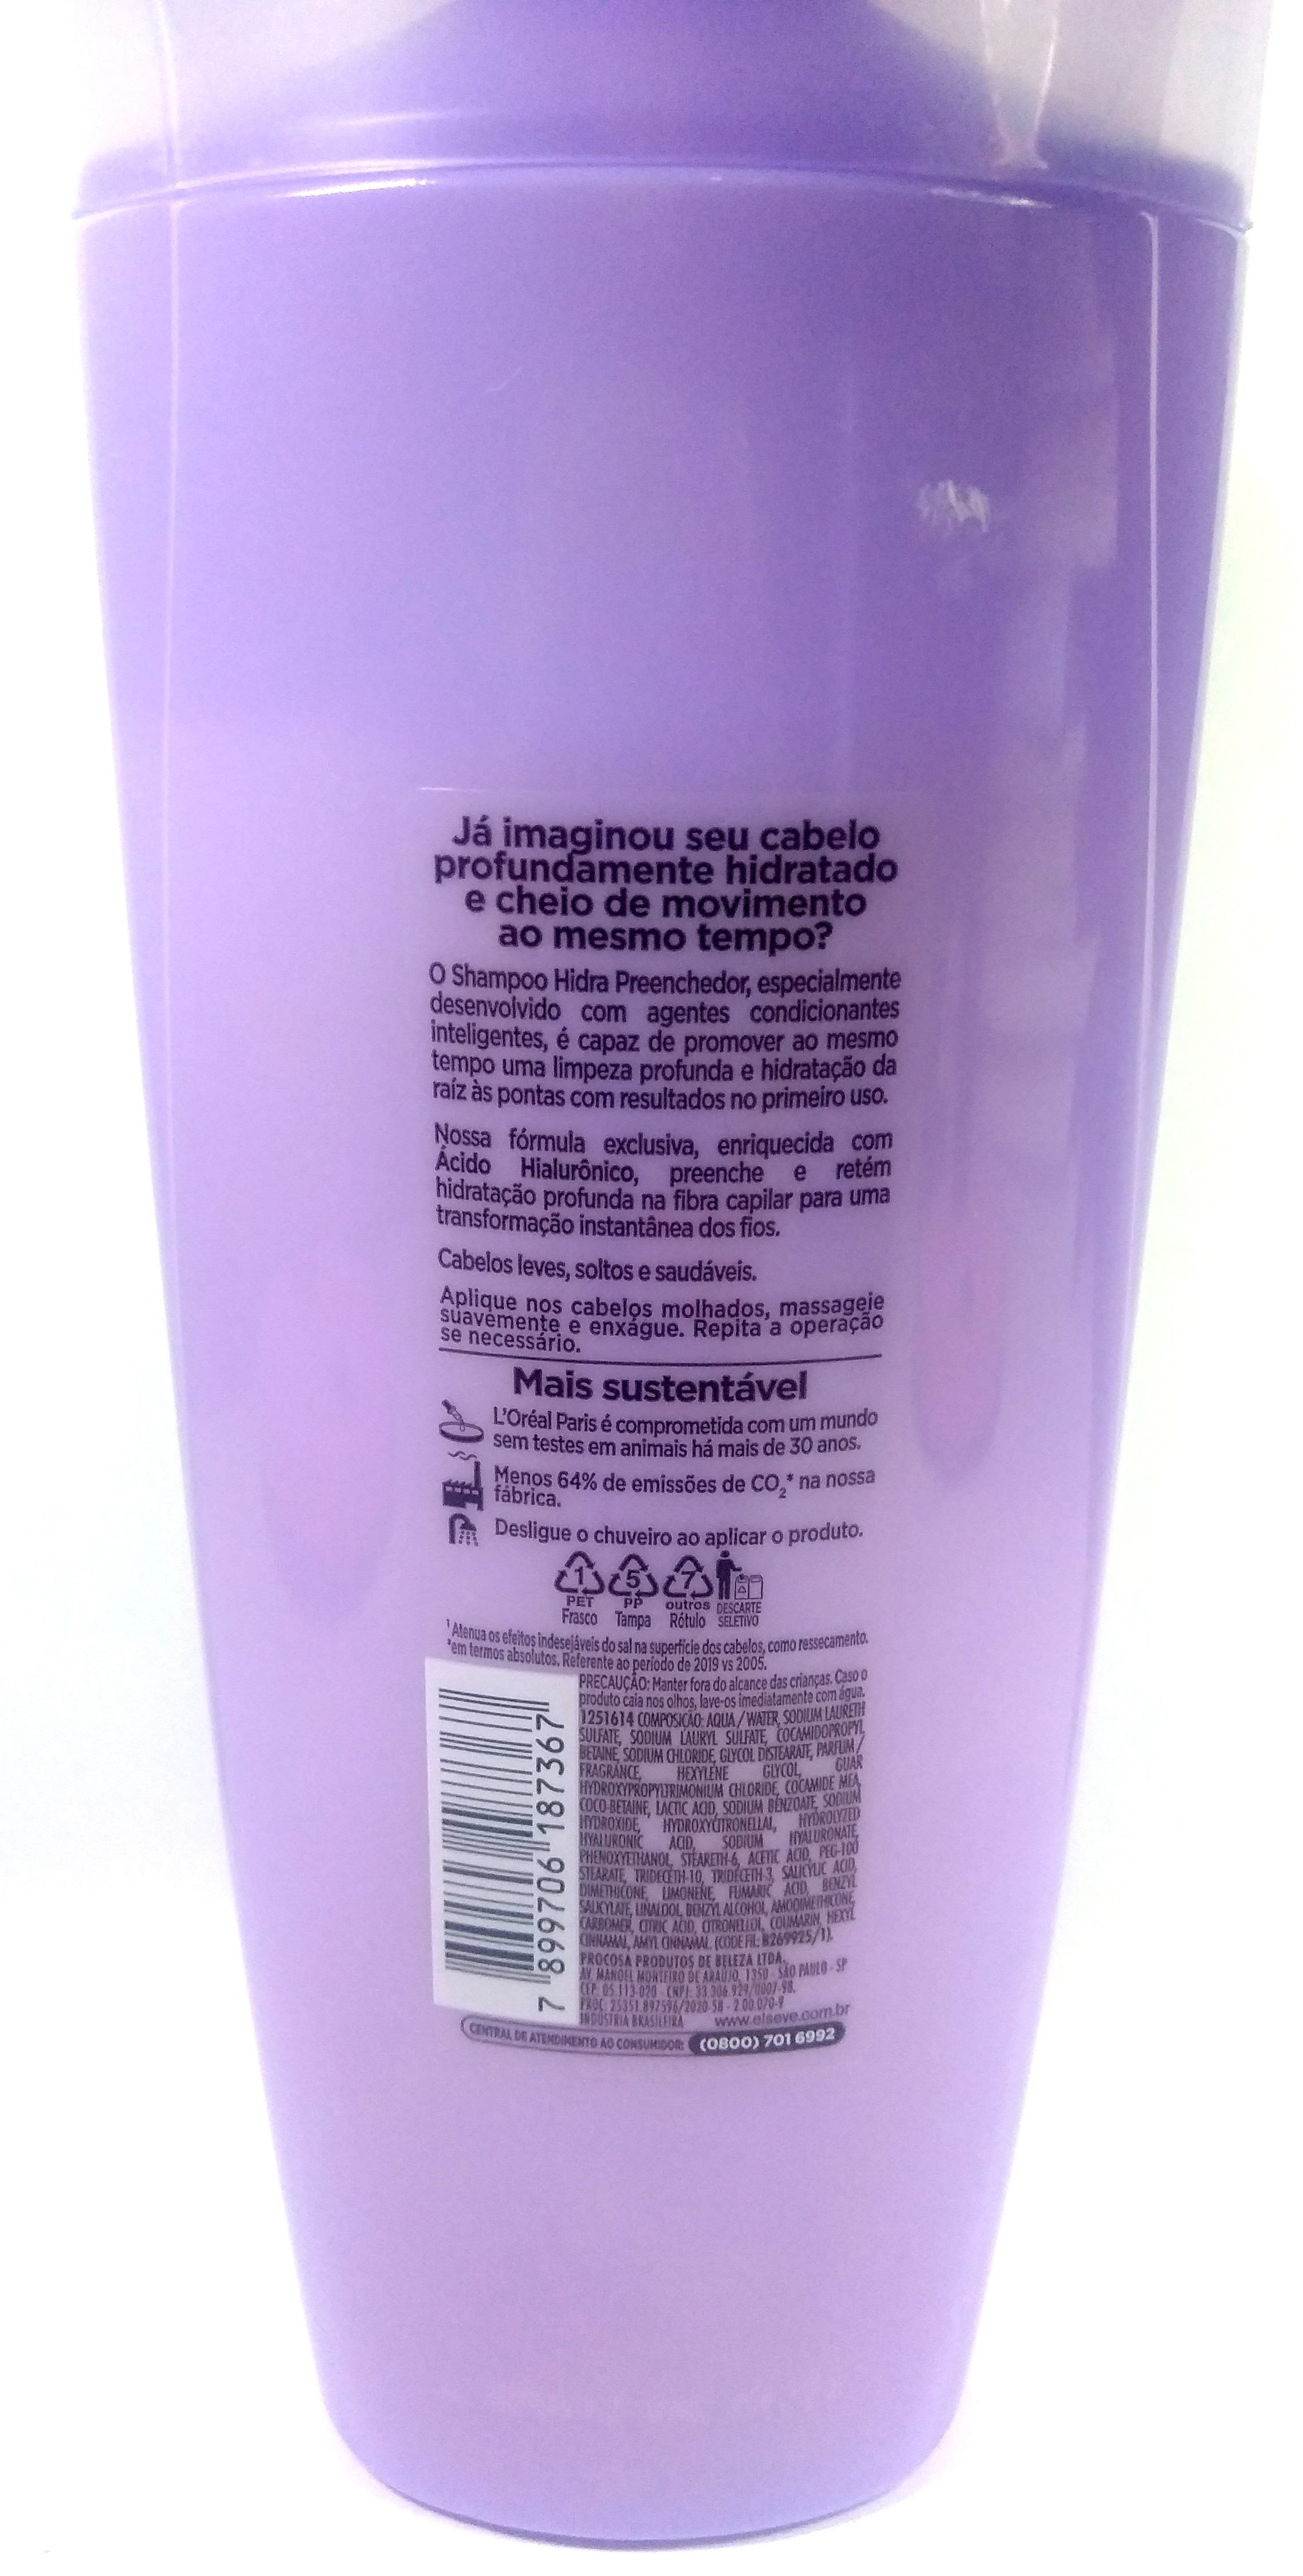 Já imaginou seu cabelo
profundamente hidratado
e cheio de movimento
ao mesmo tempo?
O Shampoo Hidra Preenchedor, especialmente
desenvolvido com agentes condicionantes
inteligentes, é capaz de promover ao mesmo
tempo uma limpeza profunda e hidratação da
raíz às pontas com resultados no primeiro uso.
Nossa fórmula exclusiva, enriquecida com
Ácido Hialurônico, preenche e retém
hidratação profunda na fibra capilar para uma
transformação instantânea dos fios.
Cabelos leves, soltos e saudáveis.
Aplique nos cabelos molhados, massageie
suavemente e enxágue. Repita a operação
se necessário.
Mais sustentável
L'Oréal Paris é comprometida com um mundo
sem testes em animais há mais de 30 anos.
Menos 64% de emissões de CO₂* na nossa
fábrica.
Desligue o chuveiro ao aplicar o produto.
1 5 7
PET PP outros DESCARTE
Frasco Tampa Rótulo SELETIVO
¹Atenua os efeitos indesejáveis do sal na superfície dos cabelos, como ressecamento.
*em termos absolutos. Referente ao período de 2019 vs 2005.
PRECAUÇÃO: Manter fora do alcance das crianças. Caso o
produto caia nos olhos, lave-os imediatamente com água.
1251614 COMPOSIÇÃO: AQUA / WATER, SODIUM LAURETH
SULFATE, SODIUM LAURYL SULFATE, COCAMIDOPROPYL
BETAINE, SODIUM CHLORIDE, GLYCOL DISTEARATE, PARFUM /
FRAGRANCE, HEXYLENE GLYCOL, GUAR
HYDROXYPROPYLTRIMONIUM CHLORIDE, COCAMIDE MEA,
COCO-BETAINE, LACTIC ACID, SODIUM BENZOATE, SODIUM
HYDROXIDE, HYDROXYCITRONELLAL, HYDROLYZED
HYALURONIC ACID, SODIUM HYALURONATE,
PHENOXYETHANOL, STEARETH-6, ACETIC ACID, PEG-100
STEARATE, TRIDECETH-10, TRIDECETH-3, SALICYLIC ACID,
DIMETHICONE, LIMONENE, FUMARIC ACID, BENZYL
SALICYLATE, LINALOOL, BENZYL ALCOHOL, AMODIMETHICONE,
CARBOMER, CITRIC ACID, CITRONELLOL, COUMARIN, HEXYL
CINNAMAL, AMYL CINNAMAL. (CODE FIL: B269925/1).
PROCOSA PRODUTOS DE BELEZA LTDA.
AV. MANOEL MONTEIRO DE ARAÚJO, 1350 - SÃO PAULO - SP
CEP: 05.113-020 - CNPJ: 33.306.929/0007-98.
PROC: 25351.897596/2020-58 - 2.00.070-9
INDÚSTRIA BRASILEIRA www.elseve.com.br
7 899706 187367
CENTRAL DE ATENDIMENTO AO CONSUMIDOR: (0800) 701 6992